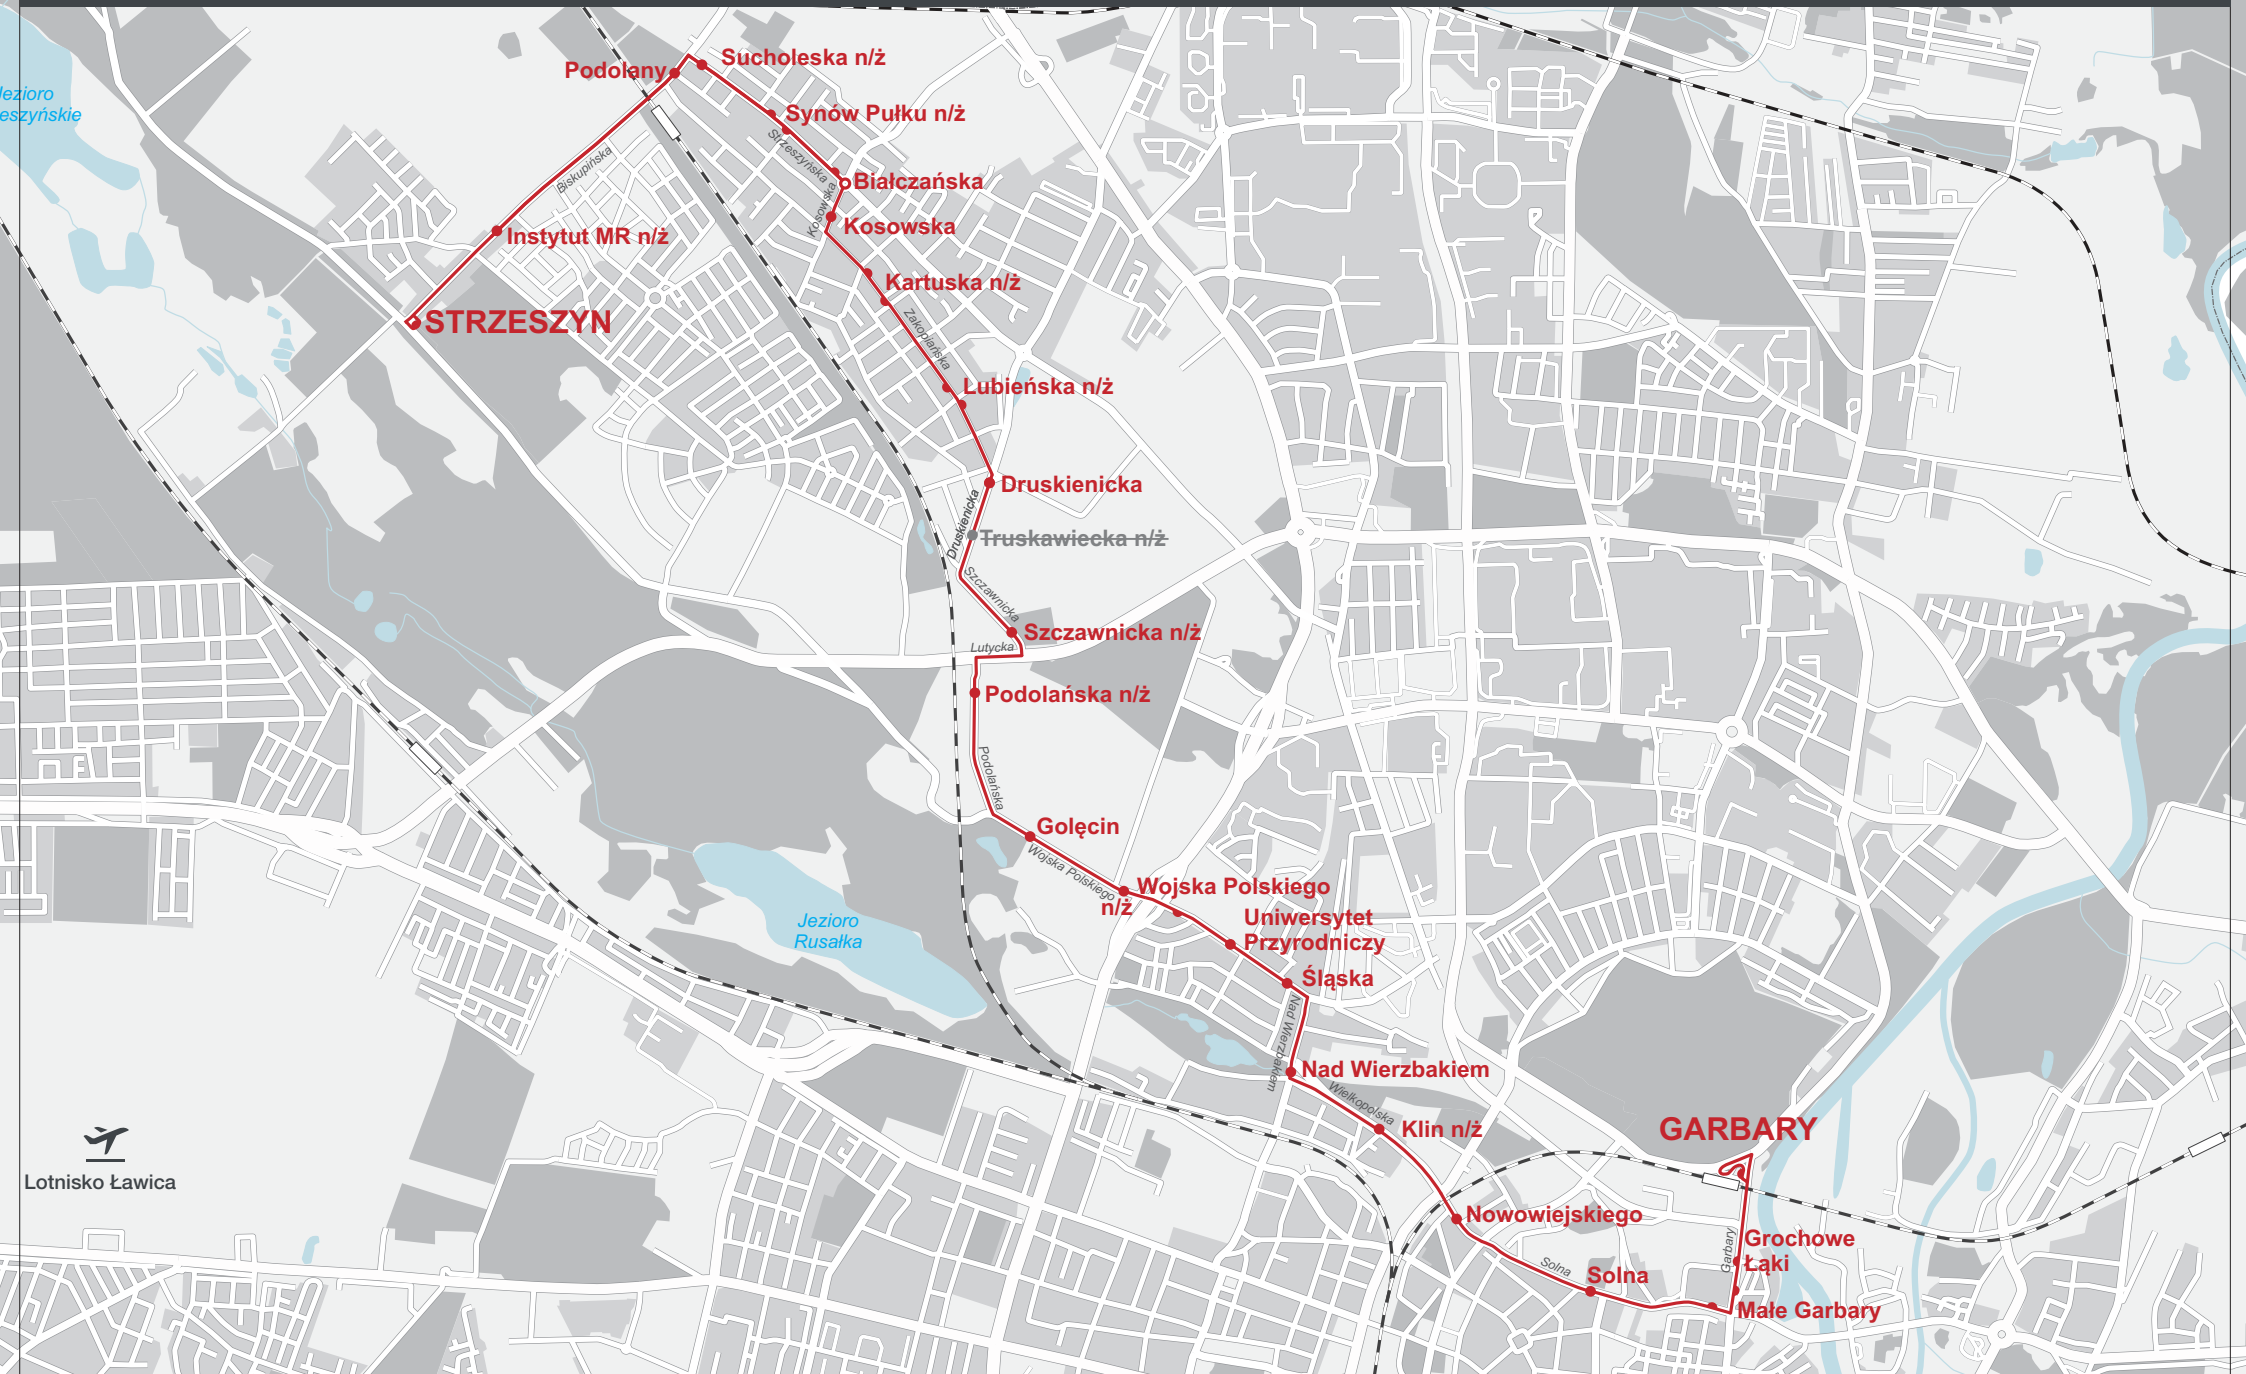 Sucholeska n/ż
Podolany
Jezioro
Synów Pułku n/ż
Strzeszyńska
Biskupińska
Białczańska
Kosowska
Kosowska
Instytut MR n/ż
Kartuska n/ż
STRZESZYN
Zakopiańska
Lubieńska n/ż
Druskienicka
Druskienicka
Truskawiecka n/ż
Szczawnicka
Szczawnicka n/ż
Lutycka
Podolańska n/ż
Podolańska
Golęcin
Wojska Polskiego
Wojska Polskiego
n/ż
Uniwersytet
Przyrodniczy
Jezioro
Rusałka
Śląska
Nad Wierzbakiem
Nad Wierzbakiem
Wielkopolska
Klin n/ż
GARBARY
Lotnisko Ławica
Nowowiejskiego
Garbary
Grochowe
Łąki
Solna
Solna
Małe Garbary